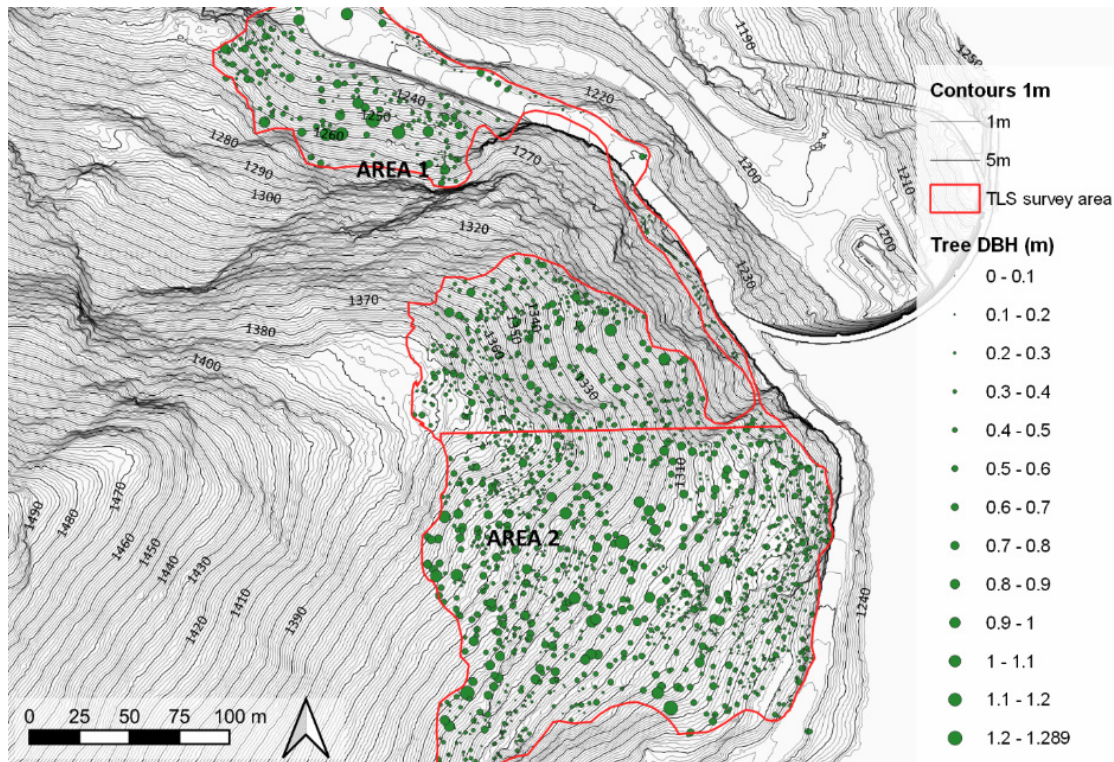 1190
1250
1220
1240
1250
1260
1280
1270
1290
1300
AREA 1
1200
1210
1200
1320
1230
1370
1380
1340
1350
1360
1400
1330
1310
1470
1490
1480
1460
1450
1440
1430
AREA 2
1420
1410
1390
1240
0 25 50 75 100 m
Contours 1m
1m
5m
TLS survey area
Tree DBH (m)
0 - 0.1
0.1 - 0.2
0.2 - 0.3
0.3 - 0.4
0.4 - 0.5
0.5 - 0.6
0.6 - 0.7
0.7 - 0.8
0.8 - 0.9
0.9 - 1
1 - 1.1
1.1 - 1.2
1.2 - 1.289